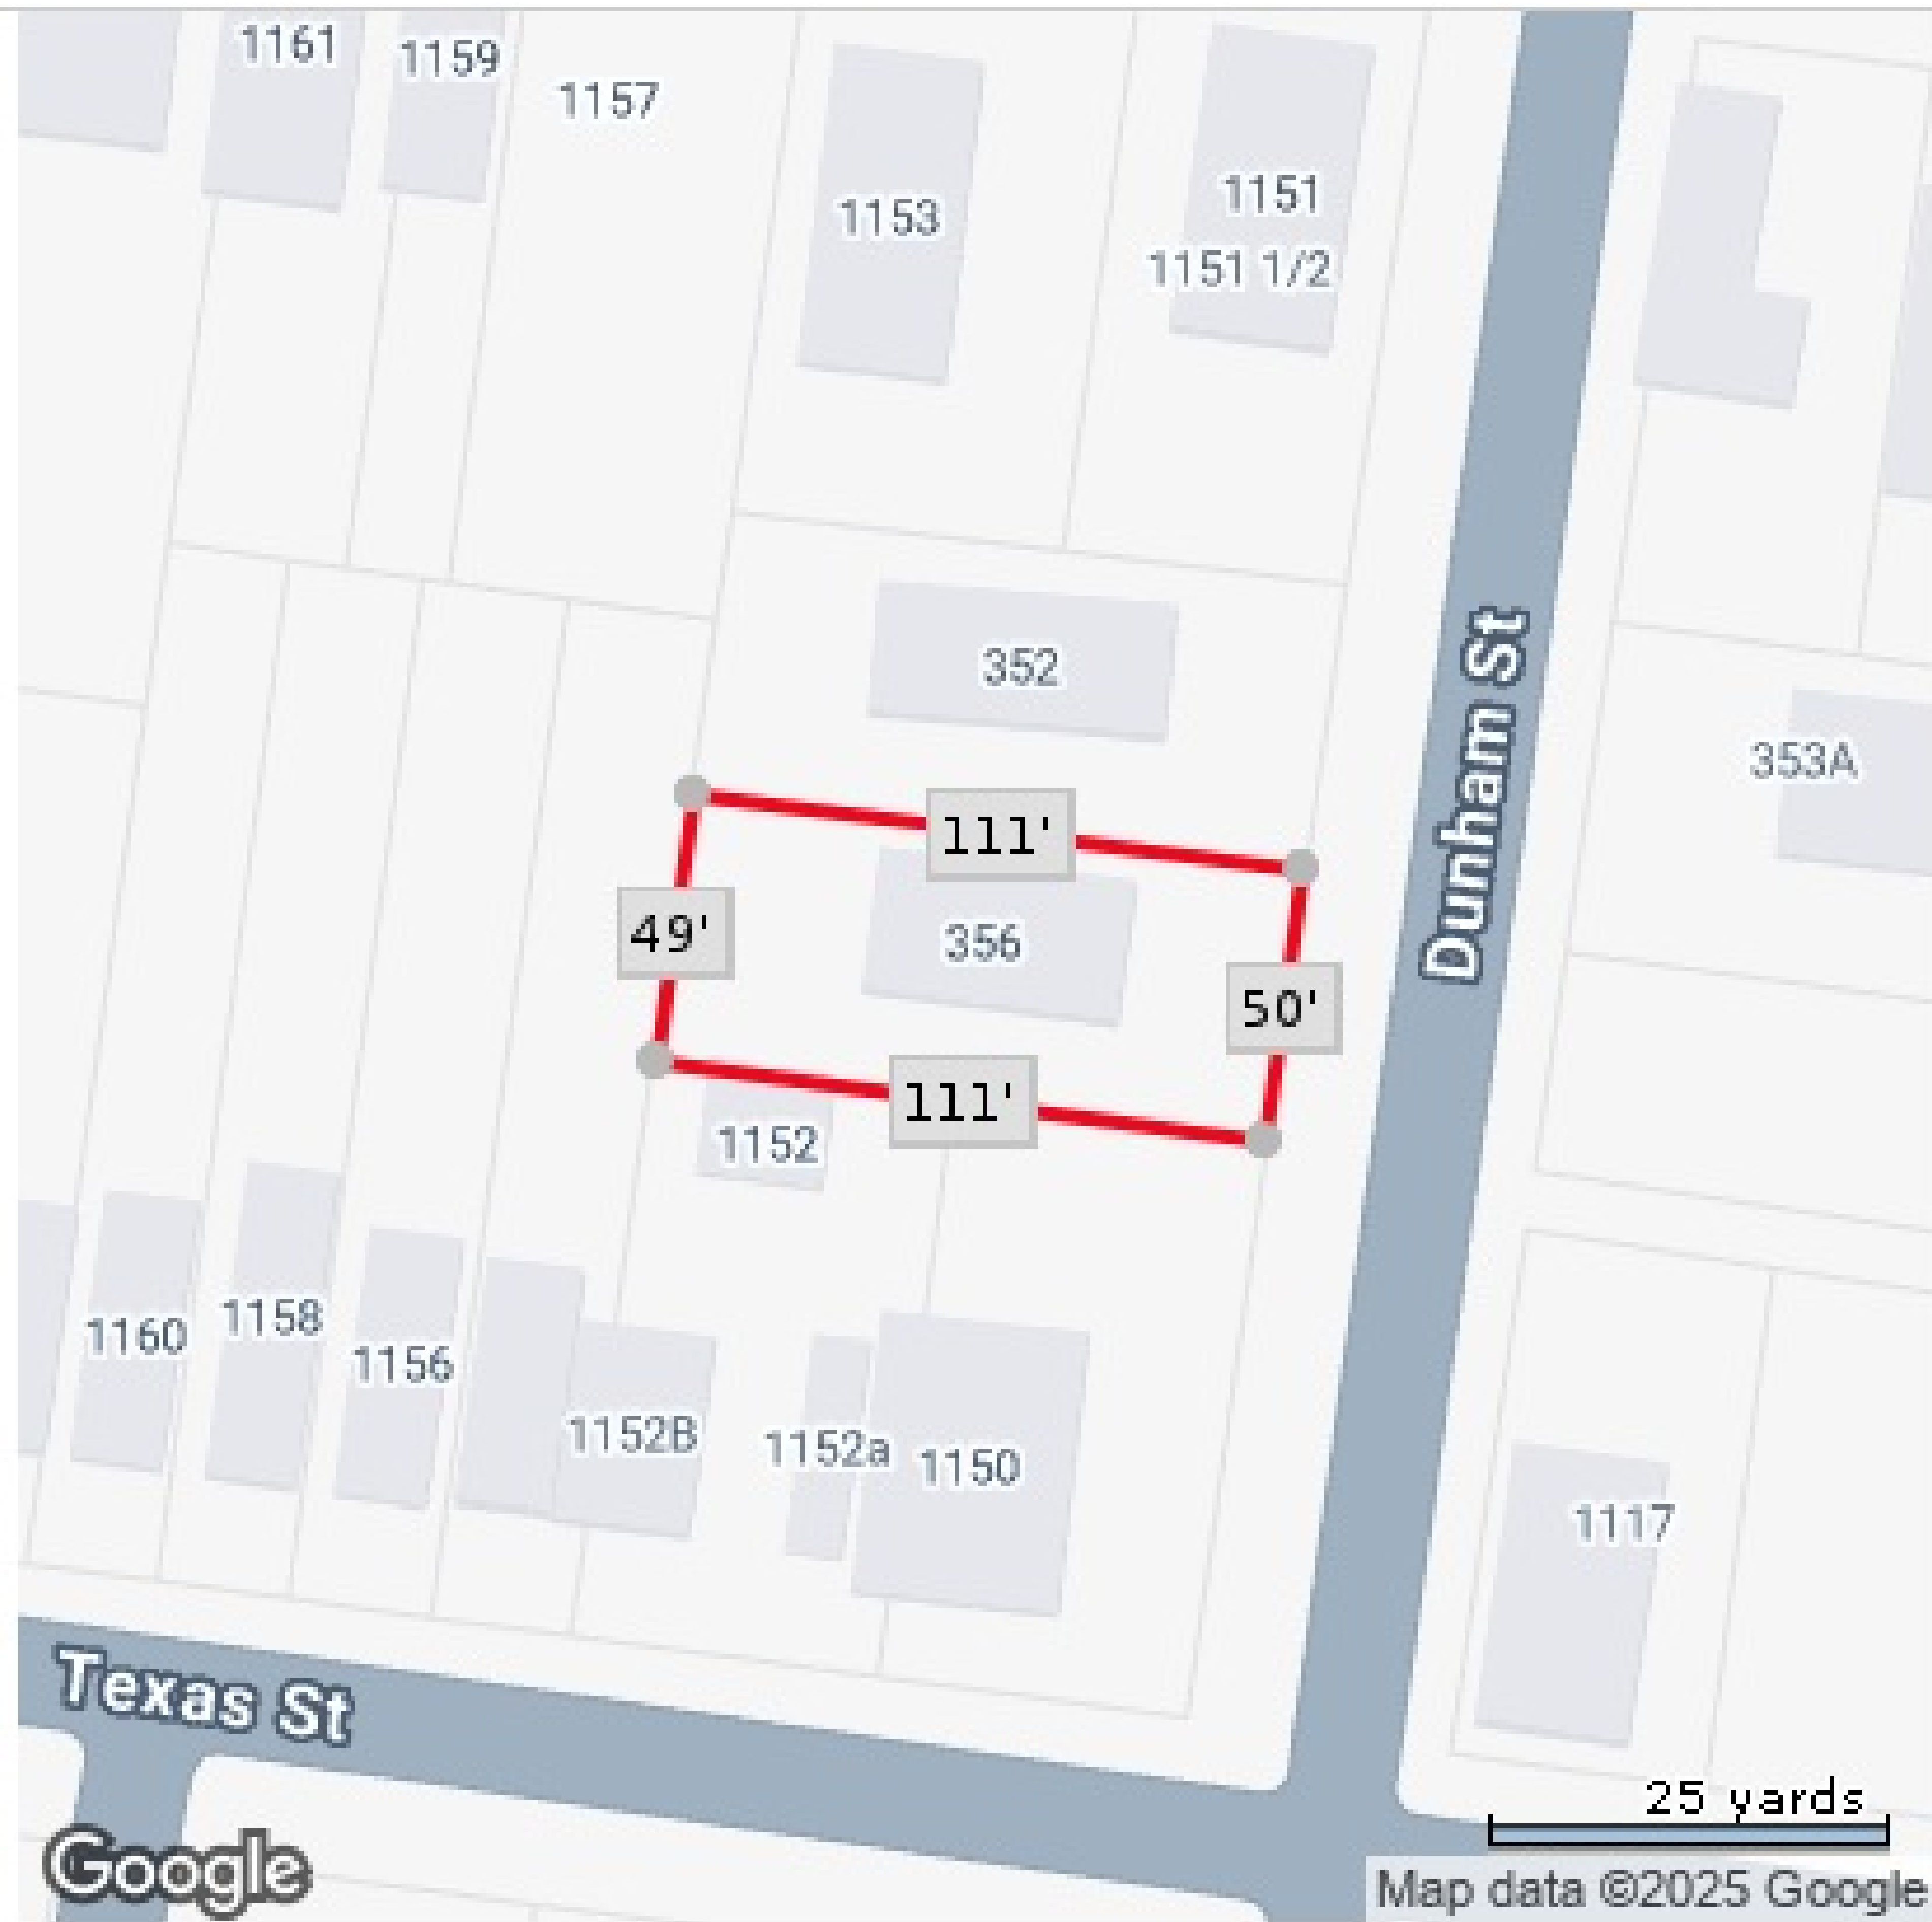 1161
1159
1157
1153
1151
1151 1/2
352
Dunham St
353A
111'
356
49'
50'
111'
1152
1160
1158
1156
1152B
1152a
1150
1117
Texas St
25 yards
Google
Map data ©2025 Google